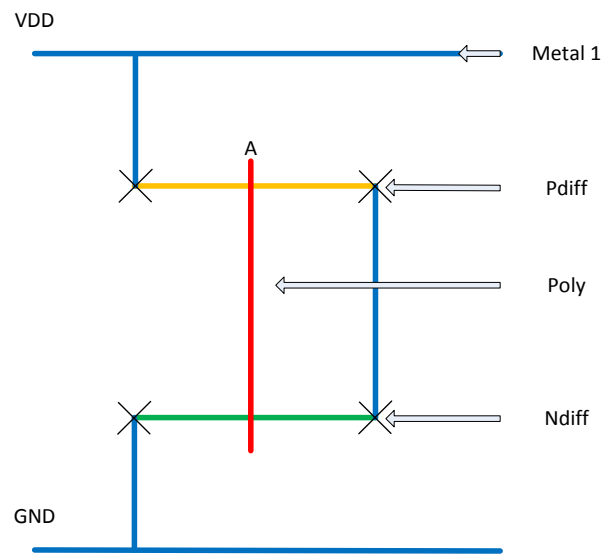 VDD
Metal 1
A
Pdiff
Poly
Ndiff
GND